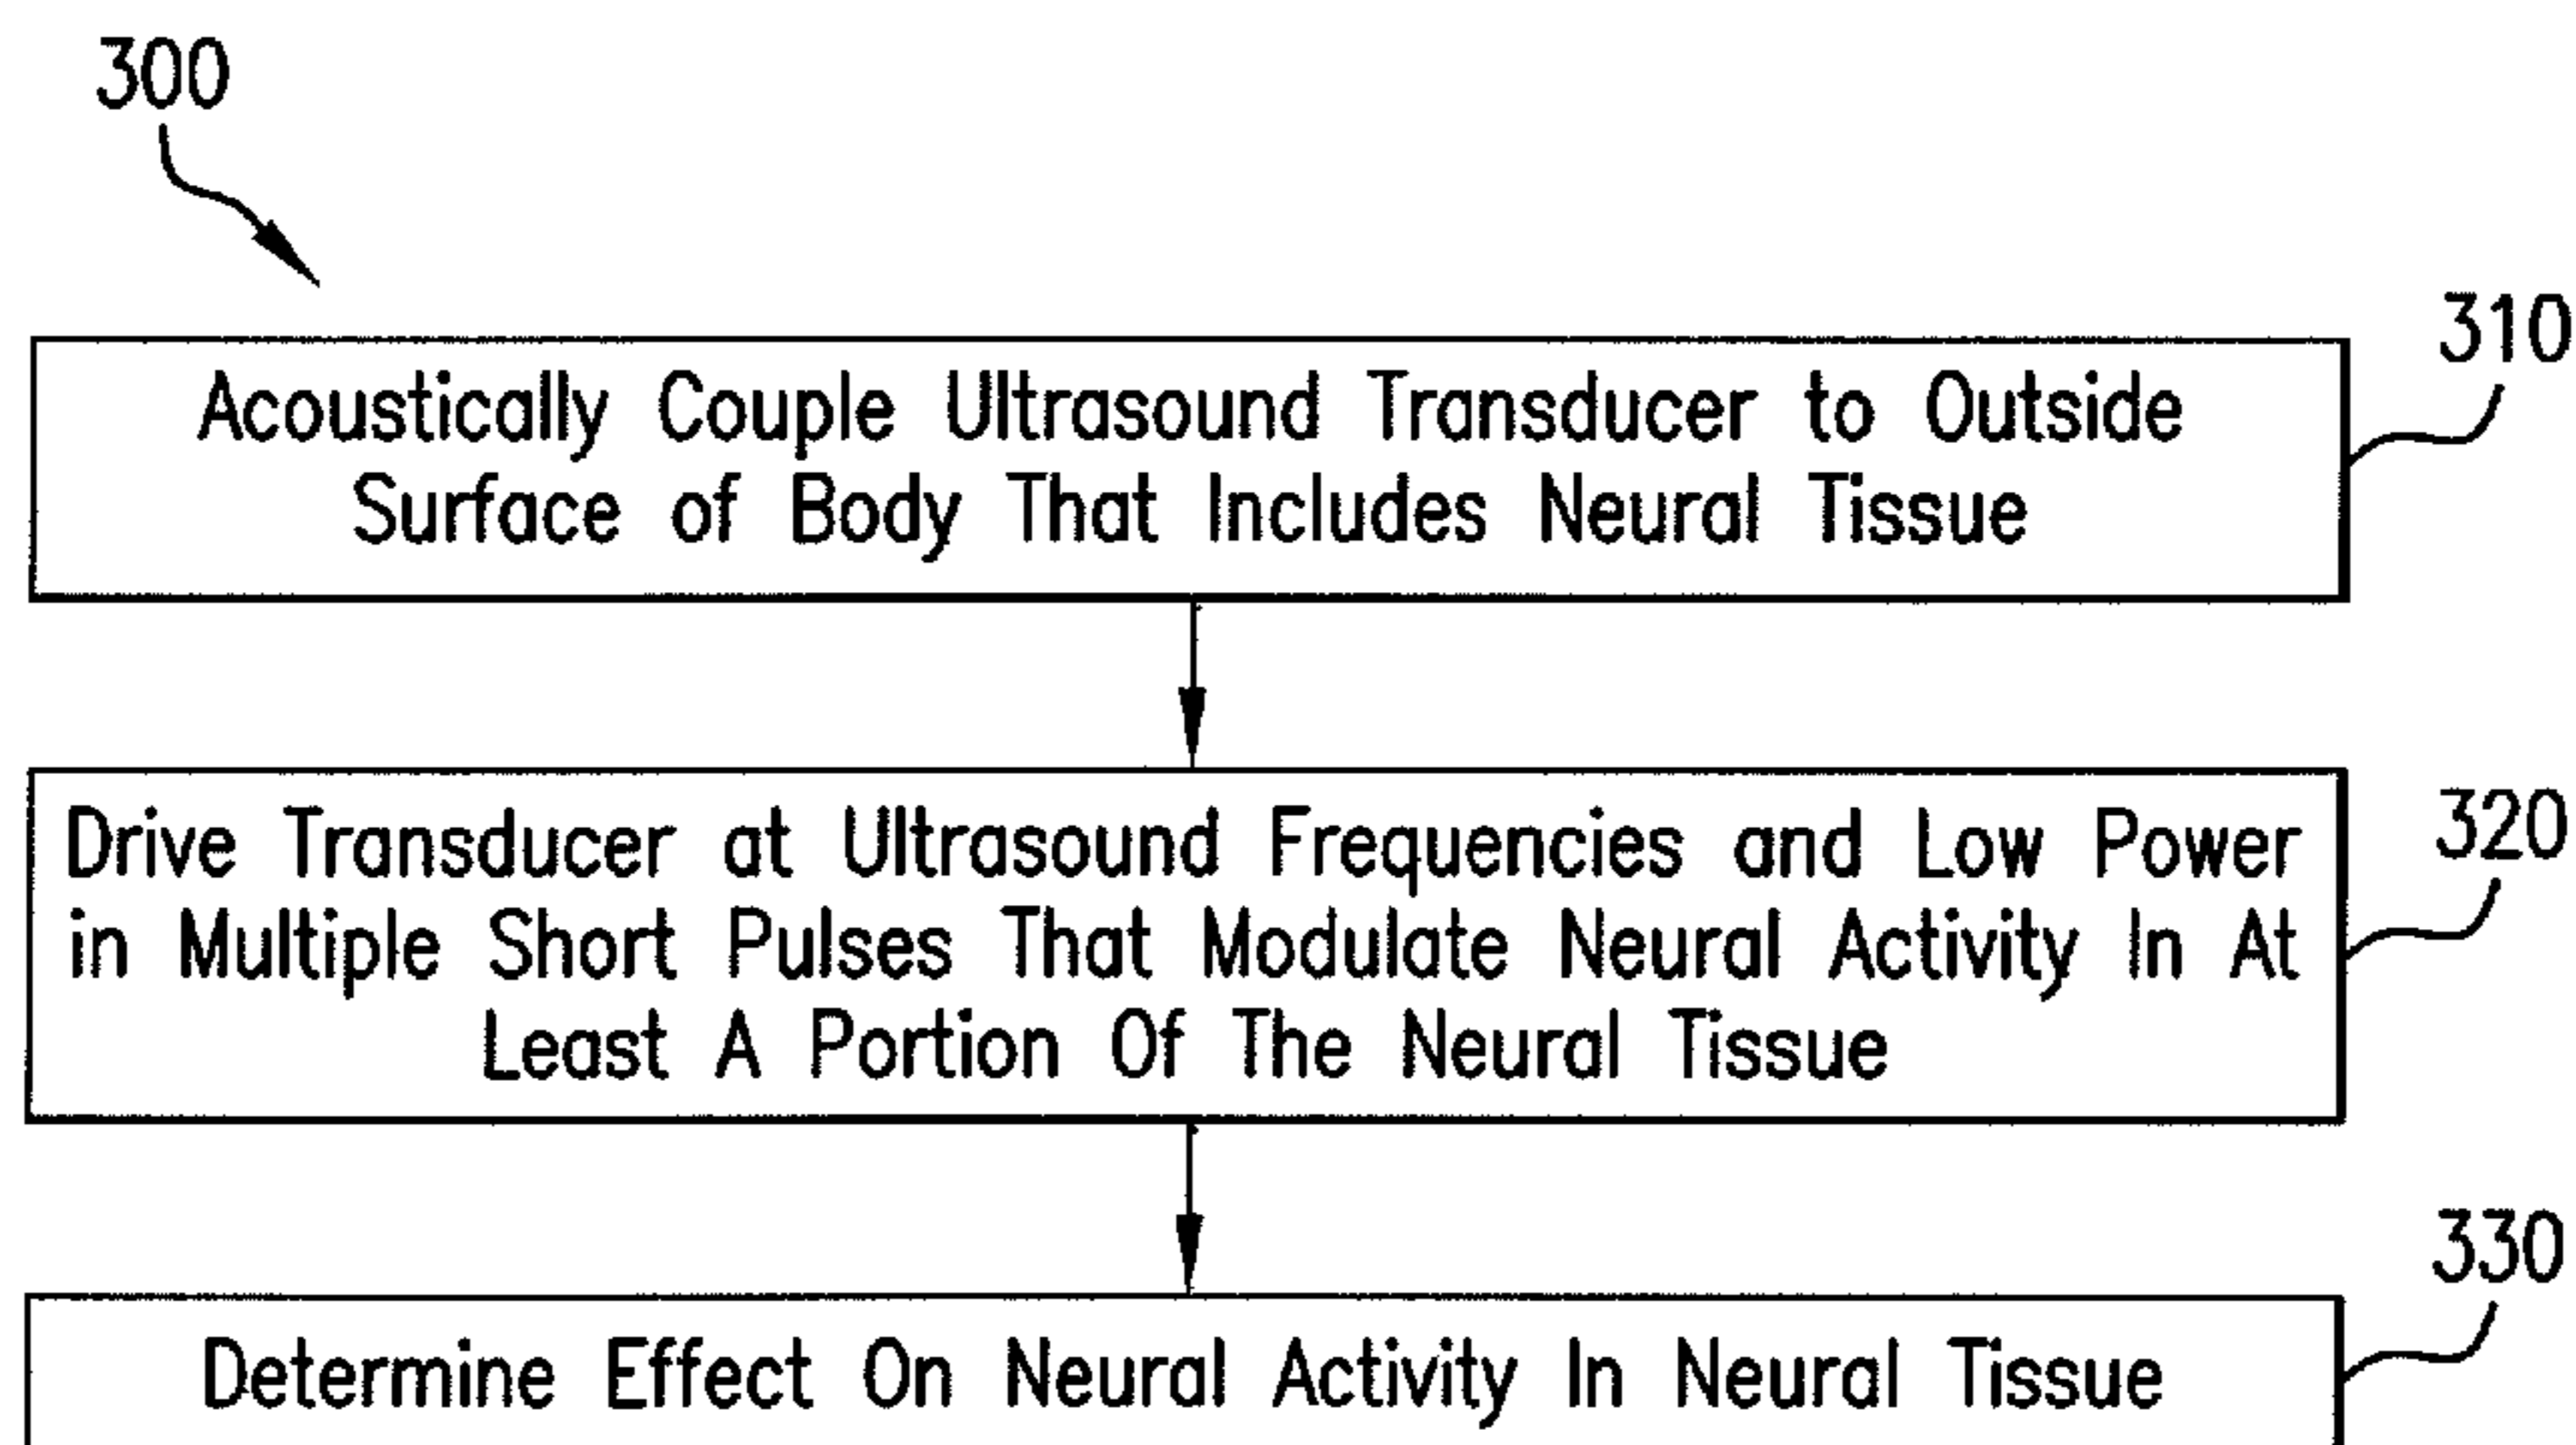 300
310
Acoustically Couple Ultrasound Transducer to Outside
Surface of Body That Includes Neural Tissue
320
Drive Transducer at Ultrasound Frequencies and Low Power
in Multiple Short Pulses That Modulate Neural Activity In At
Least A Portion Of The Neural Tissue
330
Determine Effect On Neural Activity In Neural Tissue